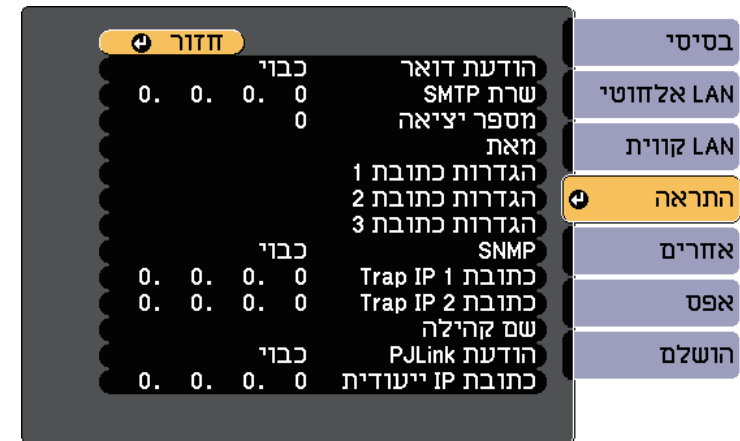 בסיסי
LAN אלחוטי
LAN קווית
התראה
אחרים
אפס
הושלם
חזור
הודעת דואר כבוי
שרת SMTP 0. 0. 0. 0
מספר יציאה 0
מאת
הגדרות כתובת 1
הגדרות כתובת 2
הגדרות כתובת 3
SNMP כבוי
כתובת Trap IP 1 0. 0. 0. 0
כתובת Trap IP 2 0. 0. 0. 0
שם קהילה
הודעת PJLink כבוי
כתובת IP ייעודית 0. 0. 0. 0